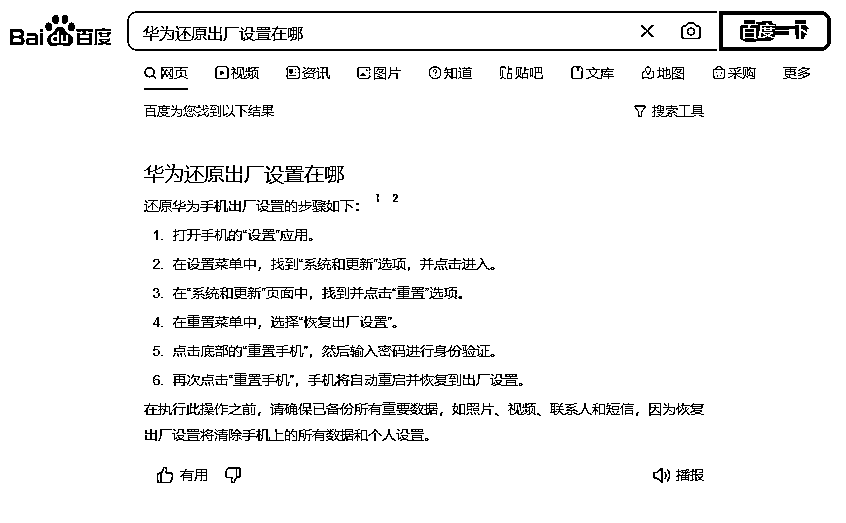 Bai du 百度
华为还原出厂设置在哪
百度一下
网页 视频 资讯 图片 知道 贴吧 文库 地图 采购 更多
百度为您找到以下结果 搜索工具
华为还原出厂设置在哪
还原华为手机出厂设置的步骤如下： 1 2
1. 打开手机的“设置”应用。
2. 在设置菜单中，找到“系统和更新”选项，并点击进入。
3. 在“系统和更新”页面中，找到并点击“重置”选项。
4. 在重置菜单中，选择“恢复出厂设置”。
5. 点击底部的“重置手机”，然后输入密码进行身份验证。
6. 再次点击“重置手机”，手机将自动重启并恢复到出厂设置。
在执行此操作之前，请确保已备份所有重要数据，如照片、视频、联系人和短信，因为恢复
出厂设置将清除手机上的所有数据和个人设置。
有用 播报